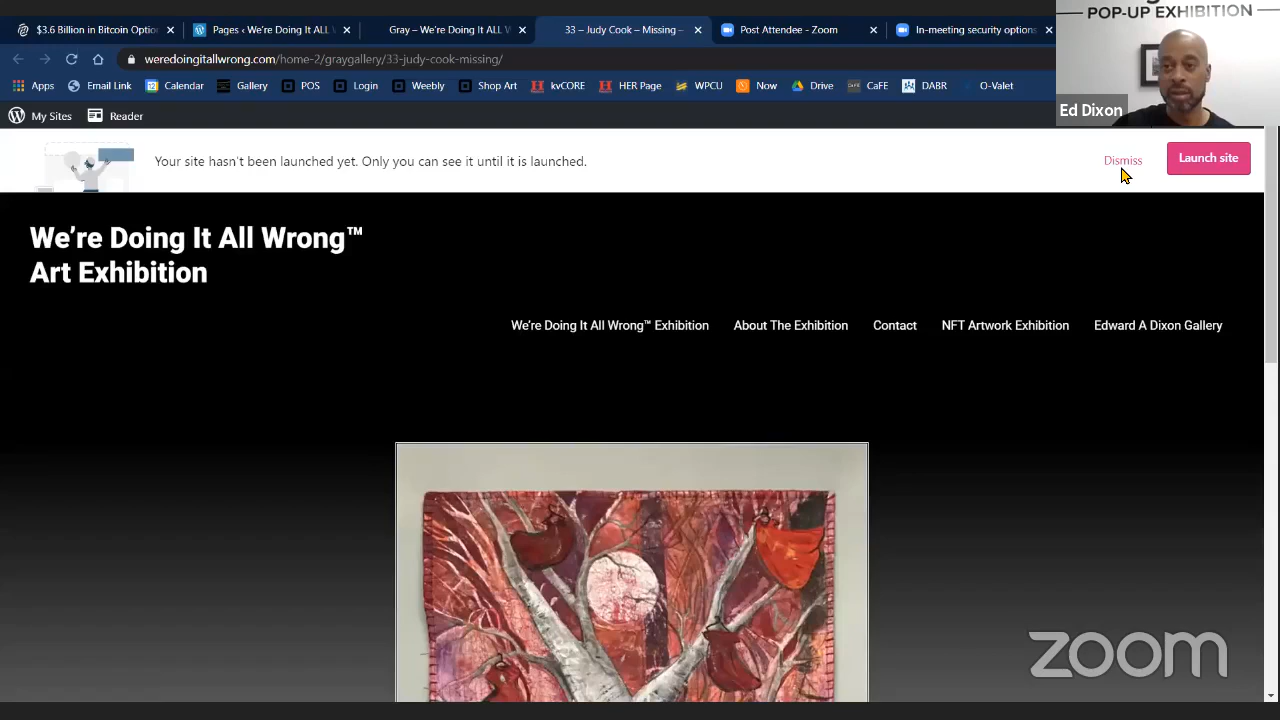 $3.6 Billion in Bitcoin Optio
Pages ‹ We're Doing It ALL
Gray – We're Doing It ALL
33 – Judy Cook – Missing –
Post Attendee - Zoom
In-meeting security options
POP-UP EXHIBITION
weredoingitallwrong.com/home-2/graygallery/33-judy-cook-missing/
Apps Email Link Calendar Gallery POS Login Weebly Shop Art kvCORE HER Page WPCU Now Drive CaFE DABR O-Valet
Ed Dixon
My Sites Reader
Your site hasn't been launched yet. Only you can see it until it is launched.
Dismiss
Launch site
We're Doing It All Wrong™
Art Exhibition
We're Doing It All Wrong™ Exhibition About The Exhibition Contact NFT Artwork Exhibition Edward A Dixon Gallery
zoom